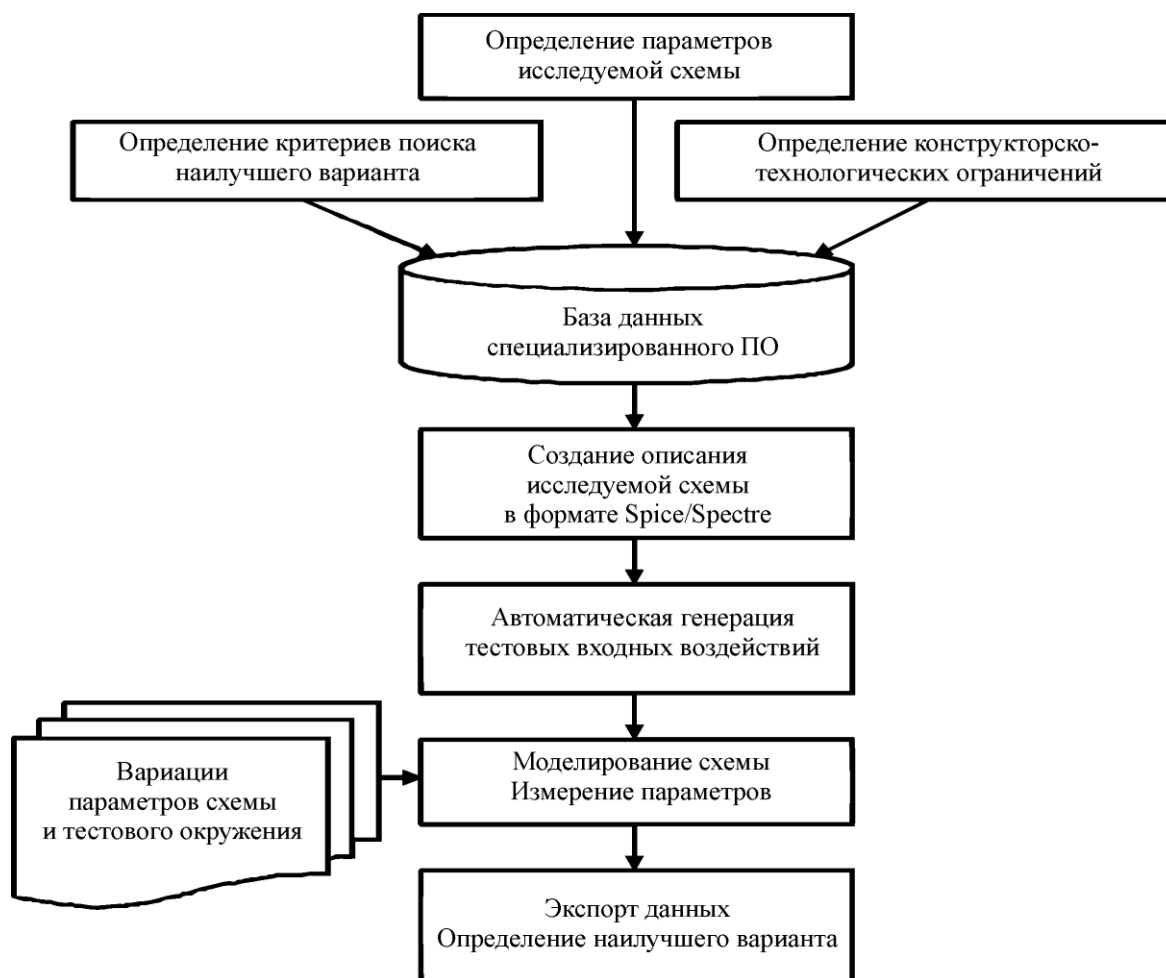 Определение параметров
исследуемой схемы
Определение критериев поиска
наилучшего варианта
Определение конструкторско-
технологических ограничений
База данных
специализированного ПО
Создание описания
исследуемой схемы
в формате Spice/Spectre
Автоматическая генерация
тестовых входных воздействий
Вариации
параметров схемы
и тестового окружения
Моделирование схемы
Измерение параметров
Экспорт данных
Определение наилучшего варианта